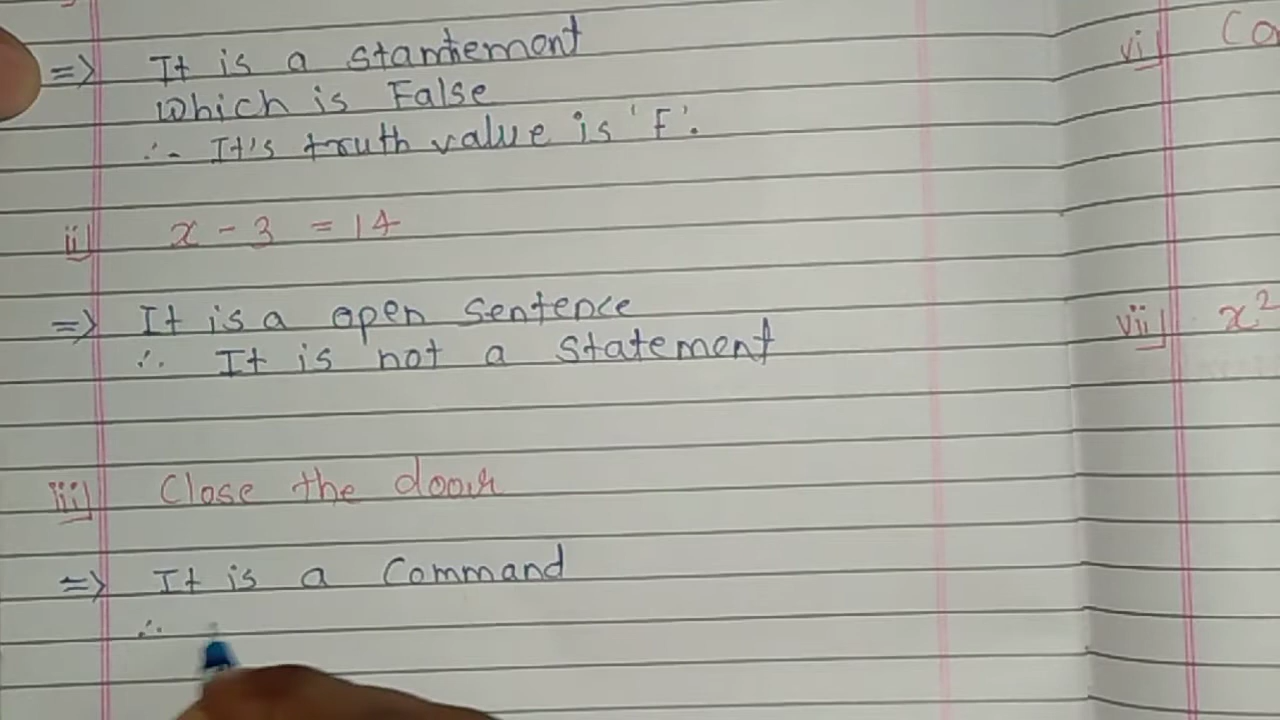 => It is a stamtement
Which is False
∴ It's truth value is 'F'.
ii) x - 3 = 14
=> It is a open sentence
∴ It is not a statement
iii) Close the door
=> It is a Command
∴
vi)
vii) x²